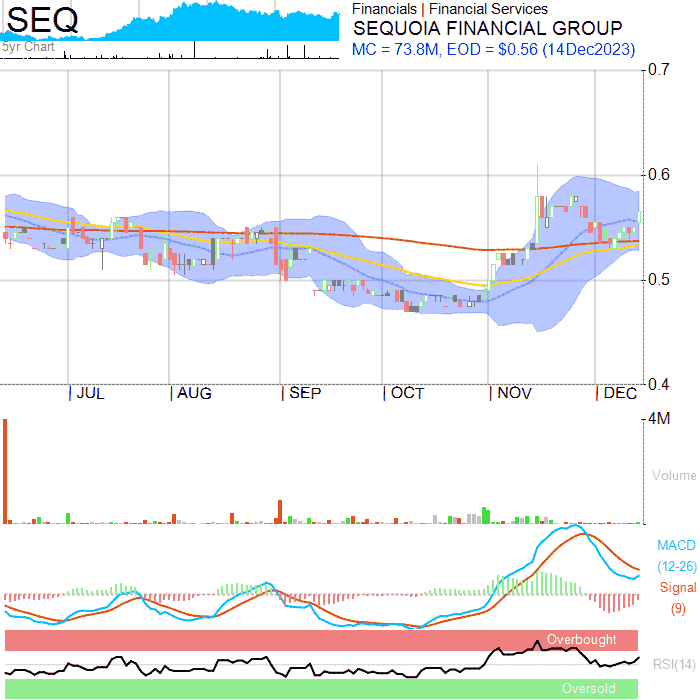 SEQ
5yr Chart
Financials | Financial Services
SEQUOIA FINANCIAL GROUP
MC = 73.8M, EOD = $0.56 (14Dec2023)
0.7
0.6
0.5
0.4
JUL AUG SEP OCT NOV DEC
4M
Volume
MACD
(12-26)
Signal
(9)
Overbought
RSI(14)
Oversold